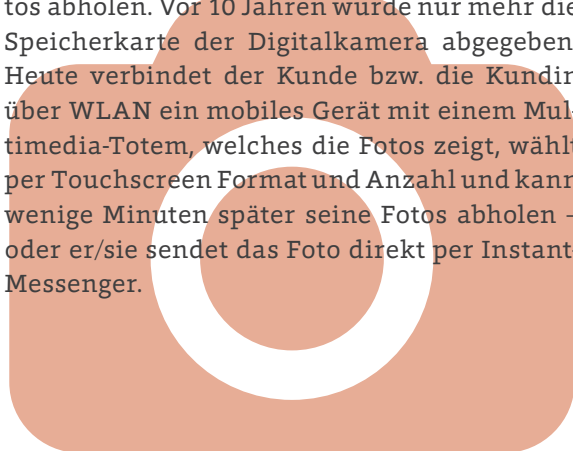 tos abholen. Vor 10 Jahren wurde nur mehr die
Speicherkarte der Digitalkamera abgegeben
Heute verbindet der Kunde bzw. die Kundin
über WLAN ein mobiles Gerät mit einem Mul-
timedia-Totem, welches die Fotos zeigt, wählt
per Touchscreen Format und Anzahl und kann
wenige Minuten später seine Fotos abholen –
oder er/sie sendet das Foto direkt per Instant-
Messenger.